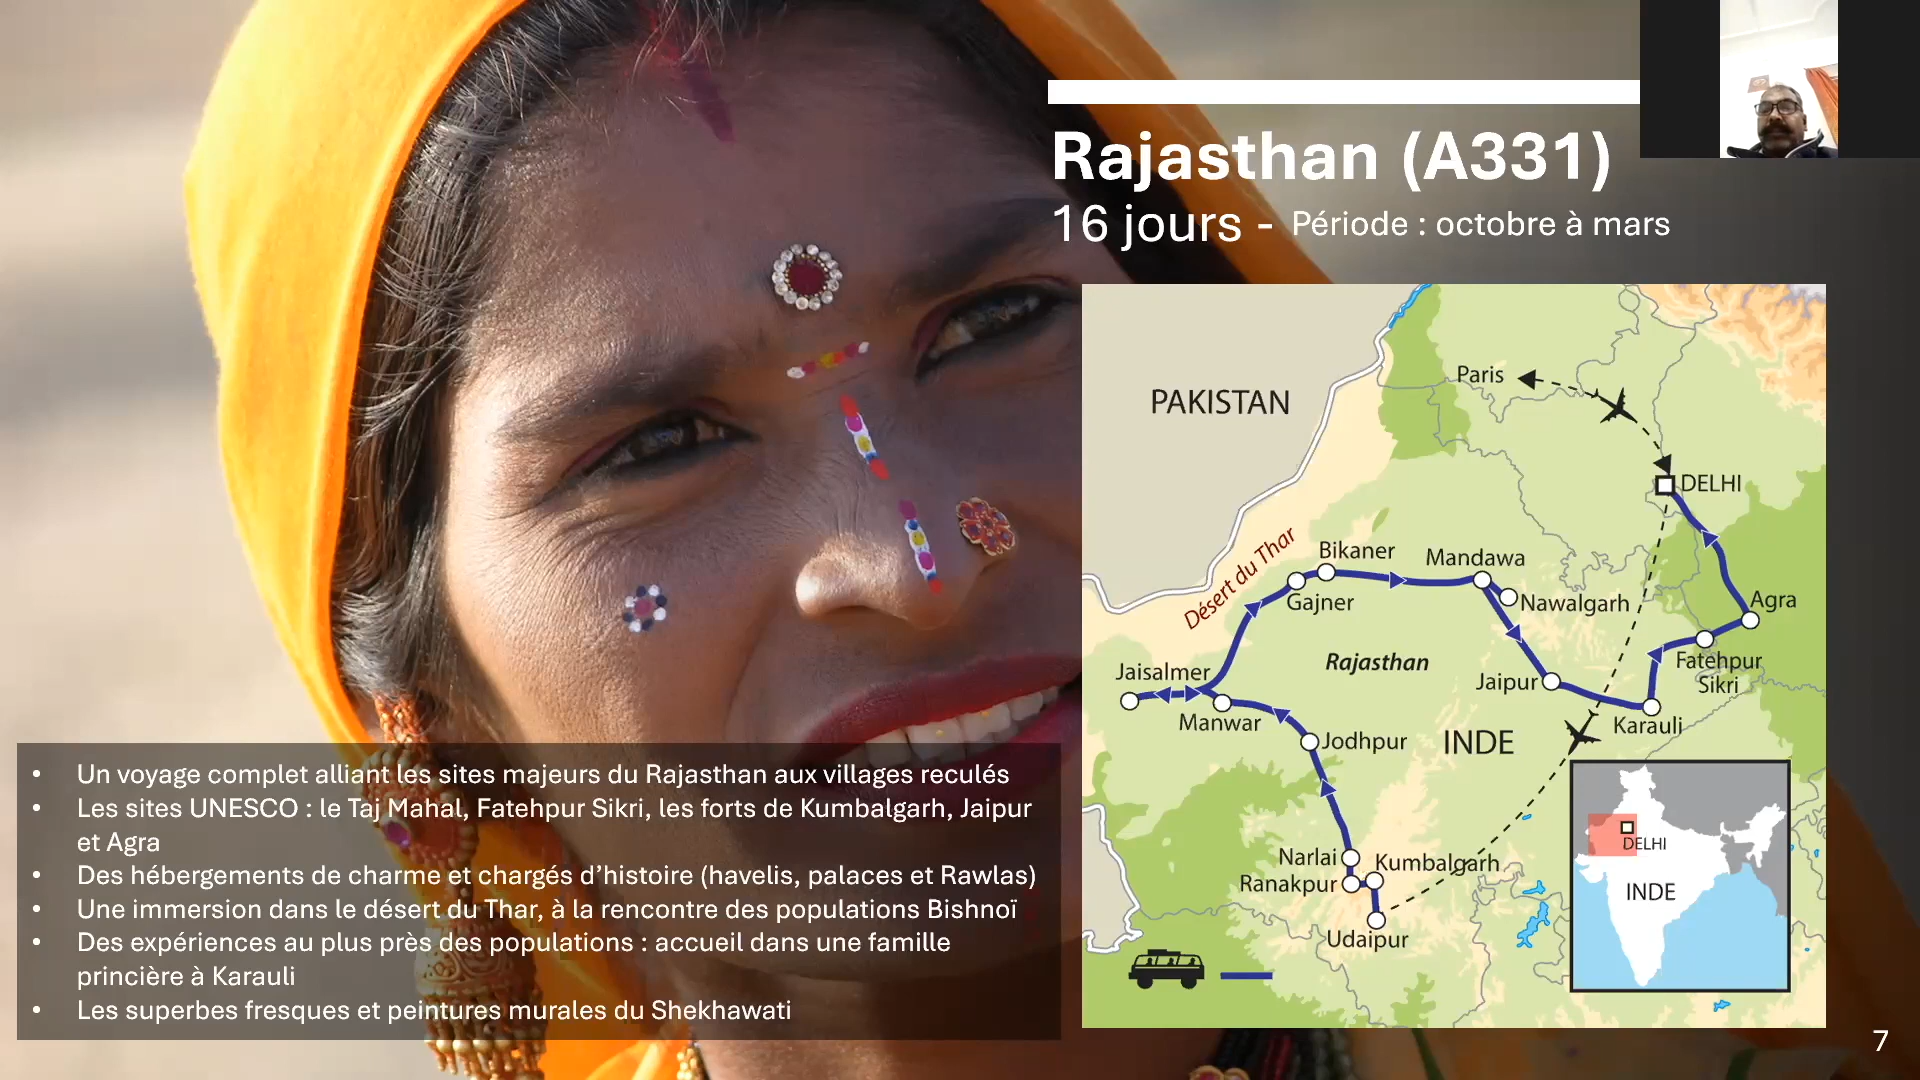 Rajasthan (A331)
16 jours - Période : octobre à mars
• Un voyage complet alliant les sites majeurs du Rajasthan aux villages reculés
• Les sites UNESCO : le Taj Mahal, Fatehpur Sikri, les forts de Kumbalgarh, Jaipur
et Agra
• Des hébergements de charme et chargés d’histoire (havelis, palaces et Rawlas)
• Une immersion dans le désert du Thar, à la rencontre des populations Bishnoï
• Des expériences au plus près des populations : accueil dans une famille
princière à Karauli
• Les superbes fresques et peintures murales du Shekhawati
PAKISTAN
Paris
DELHI
Désert du Thar
Bikaner
Mandawa
Gajner
Nawalgarh
Agra
Rajasthan
Fatehpur
Sikri
Jaisalmer
Jaipur
Manwar
Karauli
Jodhpur
INDE
Narlai
Kumbalgarh
Ranakpur
Udaipur
DELHI
INDE
7